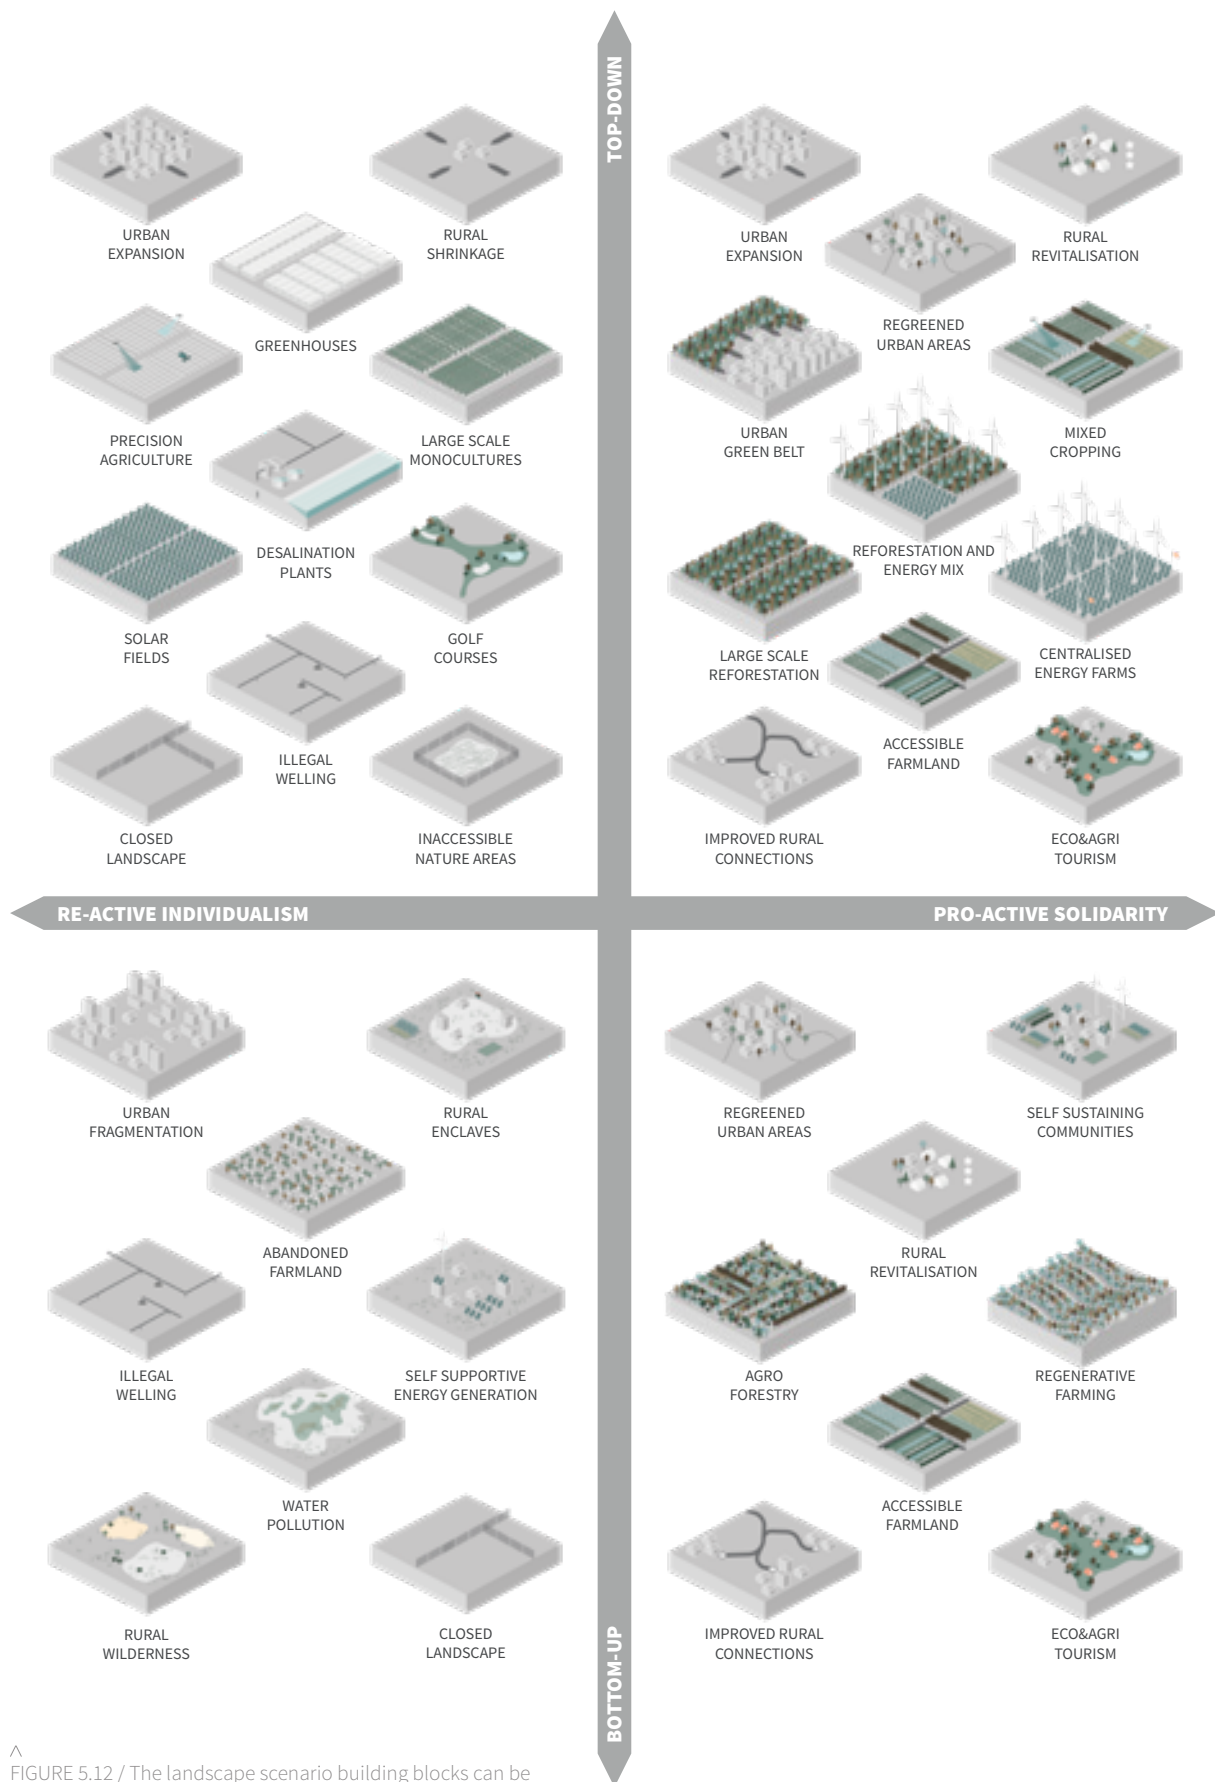 TOP-DOWN
URBAN
EXPANSION
RURAL
SHRINKAGE
GREENHOUSES
PRECISION
AGRICULTURE
LARGE SCALE
MONOCULTURES
DESALINATION
PLANTS
SOLAR
FIELDS
GOLF
COURSES
ILLEGAL
WELLING
CLOSED
LANDSCAPE
INACCESSIBLE
NATURE AREAS
URBAN
EXPANSION
RURAL
REVITALISATION
REGREENED
URBAN AREAS
URBAN
GREEN BELT
MIXED
CROPPING
REFORESTATION AND
ENERGY MIX
LARGE SCALE
REFORESTATION
CENTRALISED
ENERGY FARMS
ACCESSIBLE
FARMLAND
IMPROVED RURAL
CONNECTIONS
ECO&AGRI
TOURISM
RE-ACTIVE INDIVIDUALISM
PRO-ACTIVE SOLIDARITY
URBAN
FRAGMENTATION
RURAL
ENCLAVES
ABANDONED
FARMLAND
ILLEGAL
WELLING
SELF SUPPORTIVE
ENERGY GENERATION
WATER
POLLUTION
RURAL
WILDERNESS
CLOSED
LANDSCAPE
REGREENED
URBAN AREAS
SELF SUSTAINING
COMMUNITIES
RURAL
REVITALISATION
AGRO
FORESTRY
REGENERATIVE
FARMING
ACCESSIBLE
FARMLAND
IMPROVED RURAL
CONNECTIONS
ECO&AGRI
TOURISM
BOTTOM-UP
FIGURE 5.12 / The landscape scenario building blocks can be